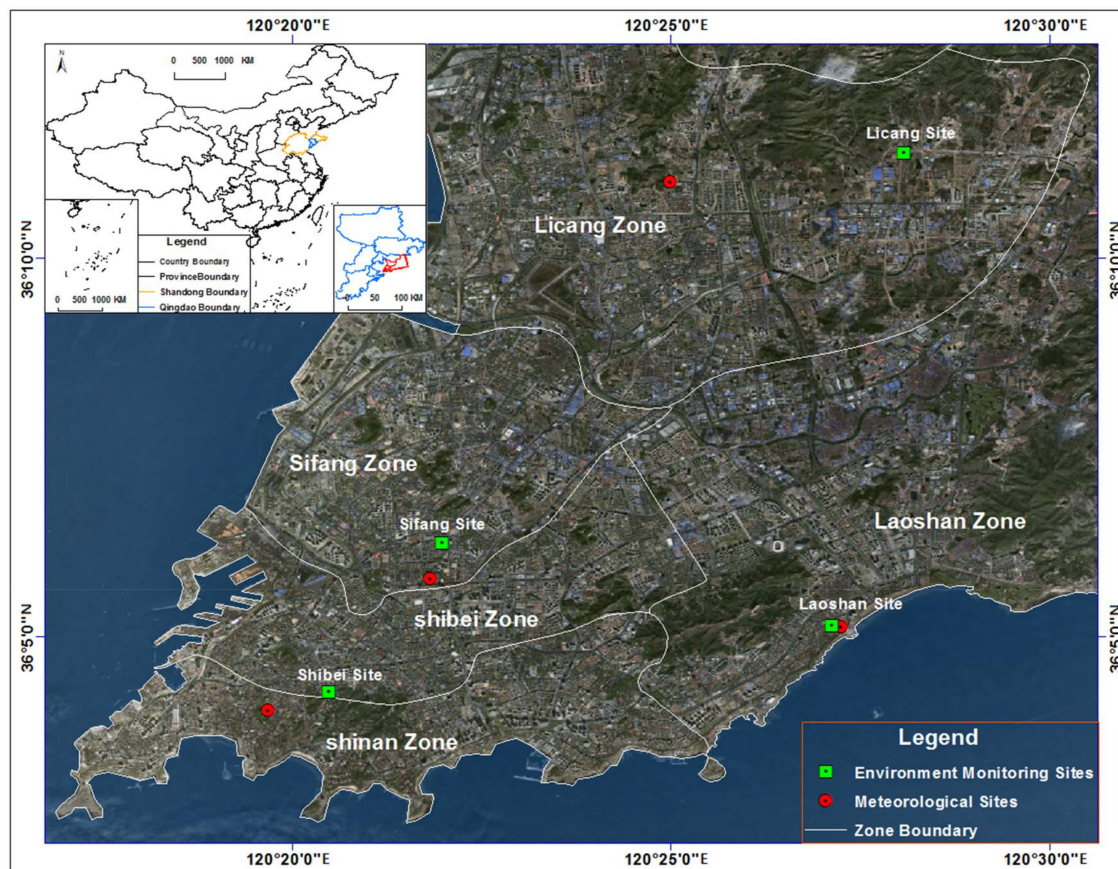 120°20'0"E
120°25'0"E
120°30'0"E
N
0 500 1000 KM
Legend
Country Boundary
ProvinceBoundary
Shandong Boundary
Qingdao Boundary
0 500 1000 KM
0 50 100 KM
Licang Site
Licang Zone
36°10'0"N
36°10'0"N
Sifang Zone
Sifang Site
Laoshan Zone
shibei Zone
Laoshan Site
36°5'0"N
36°5'0"N
Shibei Site
shinan Zone
Legend
Environment Monitoring Sites
Meteorological Sites
Zone Boundary
120°20'0"E
120°25'0"E
120°30'0"E